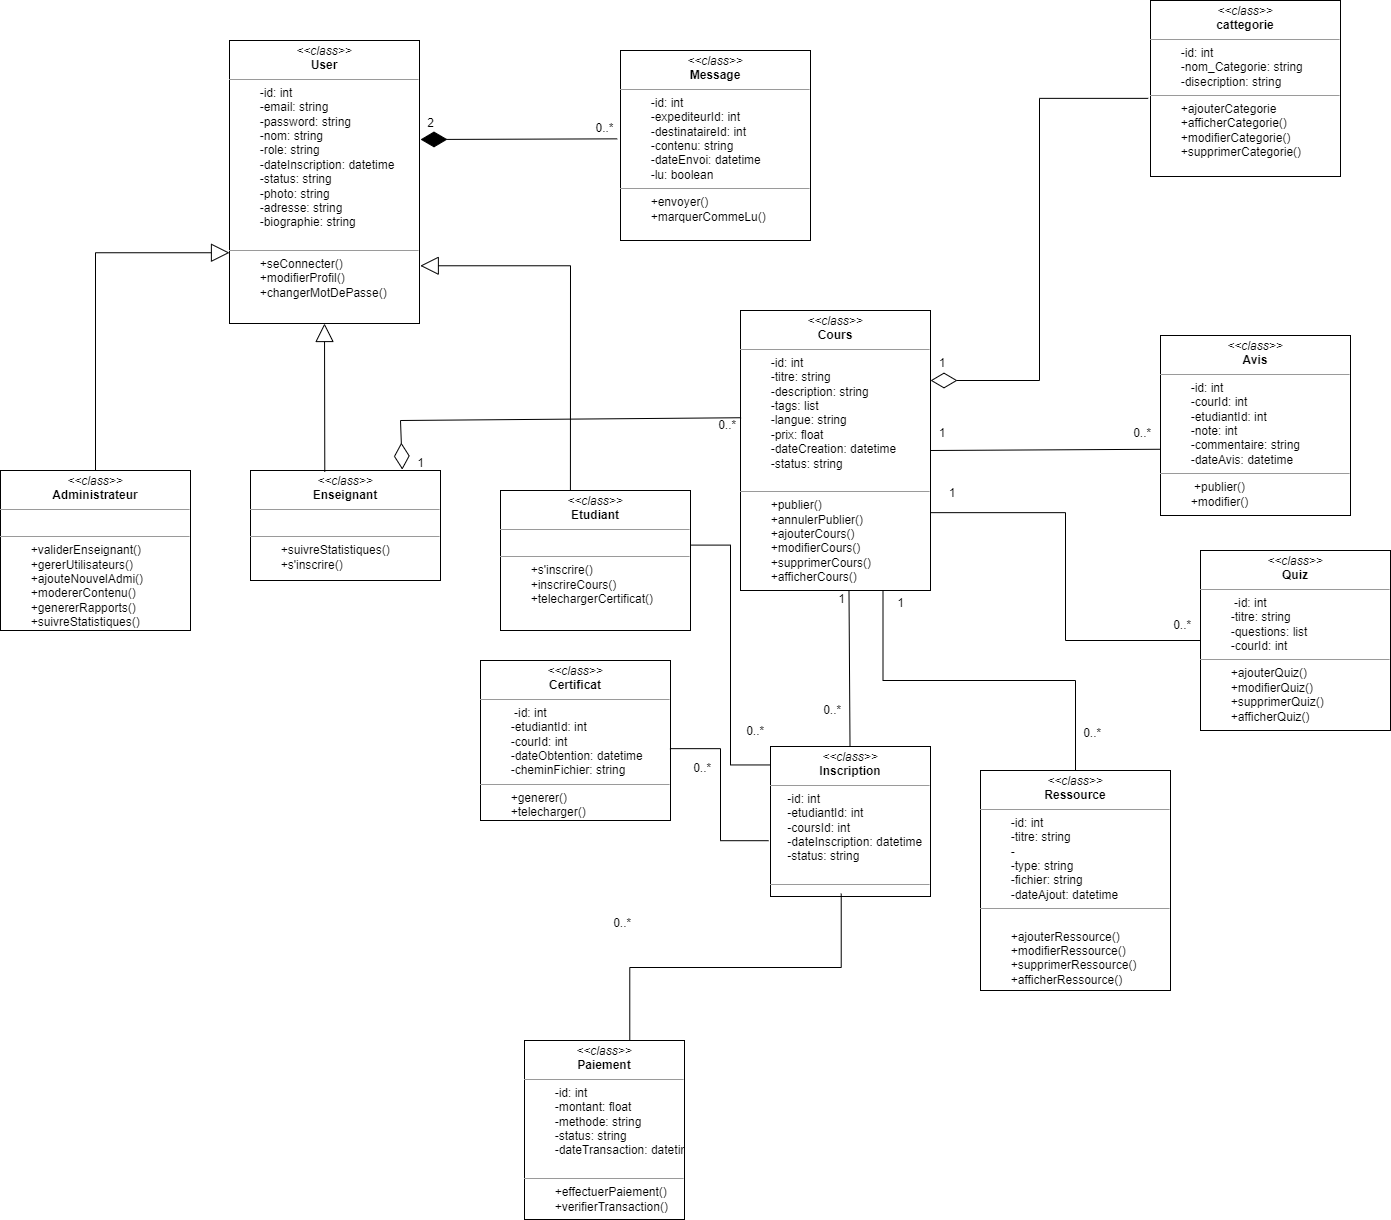 <<class>>
cattegorie
-id: int
-nom_Categorie: string
-disecription: string
+ajouterCategorie
+afficherCategorie()
+modifierCategorie()
+supprimerCategorie()
<<class>>
User
-id: int
-email: string
-password: string
-nom: string
-role: string
-dateInscription: datetime
-status: string
-photo: string
-adresse: string
-biographie: string
+seConnecter()
+modifierProfil()
+changerMotDePasse()
2
0..*
<<class>>
Message
-id: int
-expediteurId: int
-destinataireId: int
-contenu: string
-dateEnvoi: datetime
-lu: boolean
+envoyer()
+marquerCommeLu()
<<class>>
Cours
-id: int
-titre: string
-description: string
-tags: list
-langue: string
-prix: float
-dateCreation: datetime
-status: string
+publier()
+annulerPublier()
+ajouterCours()
+modifierCours()
+supprimerCours()
+afficherCours()
1
1
0..*
1
0..*
0..*
1
<<class>>
Avis
-id: int
-courId: int
-etudiantId: int
-note: int
-commentaire: string
-dateAvis: datetime
+publier()
+modifier()
<<class>>
Administrateur
+validerEnseignant()
+gererUtilisateurs()
+ajouteNouvelAdmi()
+modererContenu()
+genererRapports()
+suivreStatistiques()
<<class>>
Enseignant
+suivreStatistiques()
+s'inscrire()
<<class>>
Etudiant
+s'inscrire()
+inscrireCours()
+telechargerCertificat()
<<class>>
Quiz
-id: int
-titre: string
-questions: list
-courId: int
+ajouterQuiz()
+modifierQuiz()
+supprimerQuiz()
+afficherQuiz()
1
1
0..*
0..*
0..*
0..*
<<class>>
Certificat
-id: int
-etudiantId: int
-courId: int
-dateObtention: datetime
-cheminFichier: string
+generer()
+telecharger()
<<class>>
Inscription
-id: int
-etudiantId: int
-coursId: int
-dateInscription: datetime
-status: string
<<class>>
Ressource
-id: int
-titre: string
-
-type: string
-fichier: string
-dateAjout: datetime
+ajouterRessource()
+modifierRessource()
+supprimerRessource()
+afficherRessource()
0..*
<<class>>
Paiement
-id: int
-montant: float
-methode: string
-status: string
-dateTransaction: datetin
+effectuerPaiement()
+verifierTransaction()